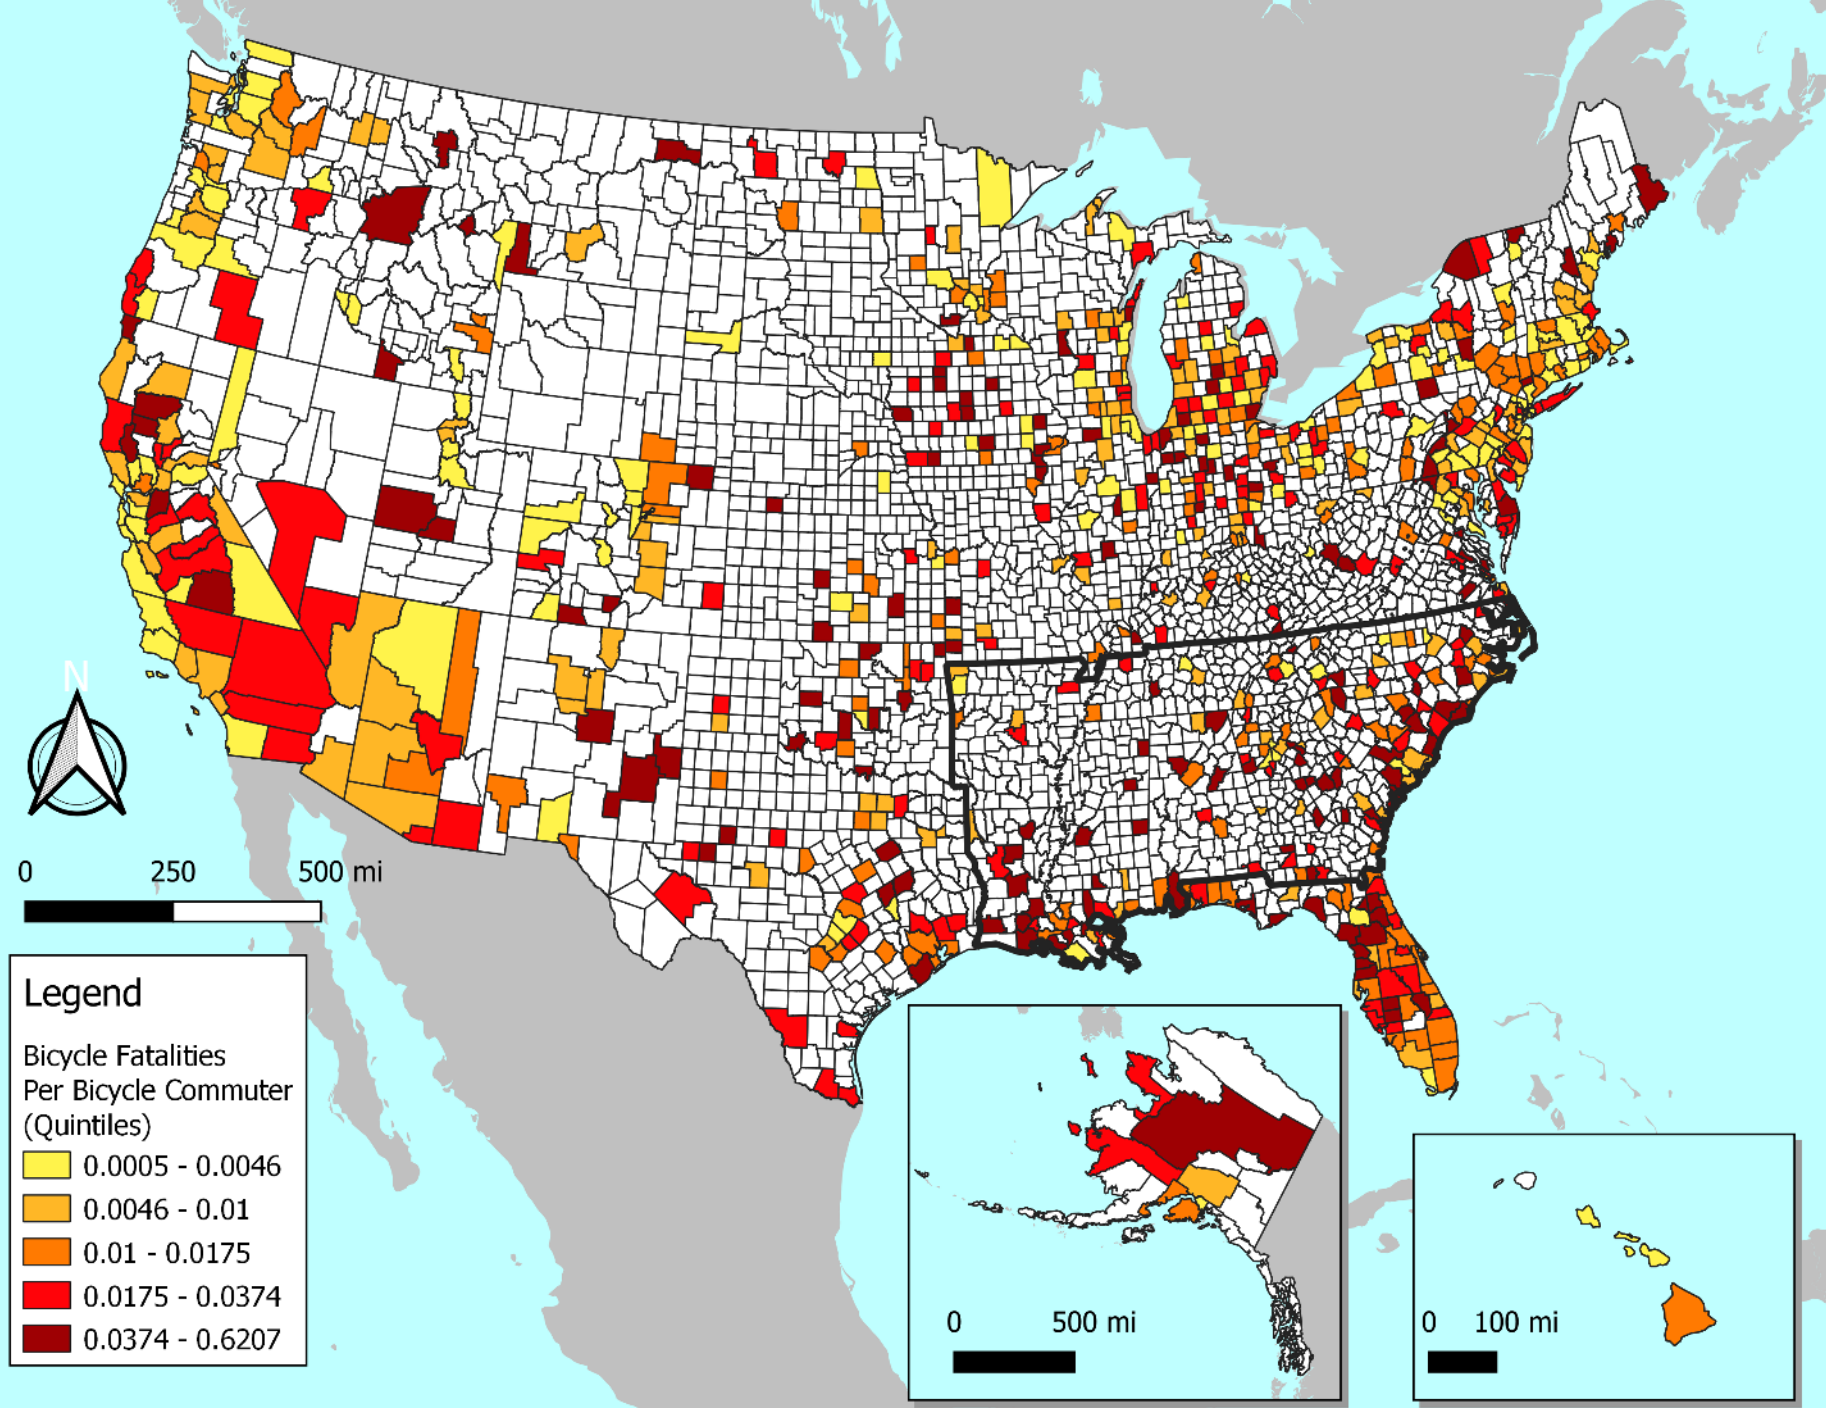 N
0 250 500 mi
Legend
Bicycle Fatalities
Per Bicycle Commuter
(Quintiles)
0.0005 - 0.0046
0.0046 - 0.01
0.01 - 0.0175
0.0175 - 0.0374
0.0374 - 0.6207
0 500 mi
0 100 mi